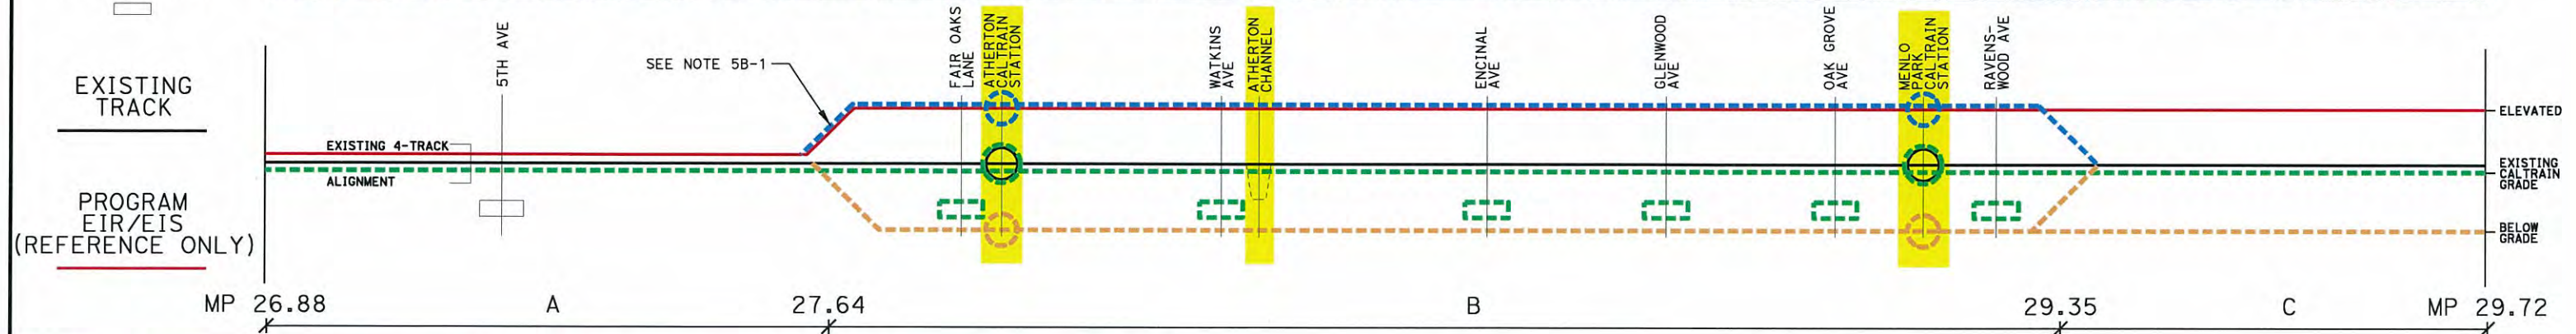 EXISTING
TRACK
PROGRAM
EIR/EIS
(REFERENCE ONLY)
5TH AVE
SEE NOTE 5B-1
EXISTING 4-TRACK
ALIGNMENT
FAIR OAKS
LANE
ATHERTON
CALTRAIN
STATION
WATKINS
AVE
ATHERTON
CHANNEL
ENCINAL
AVE
GLENWOOD
AVE
OAK GROVE
AVE
MENLO
PARK
CALTRAIN
STATION
RAVENS-
WOOD AVE
ELEVATED
EXISTING
CALTRAIN
GRADE
BELOW
GRADE
MP 26.88 A 27.64 B 29.35 C MP 29.72